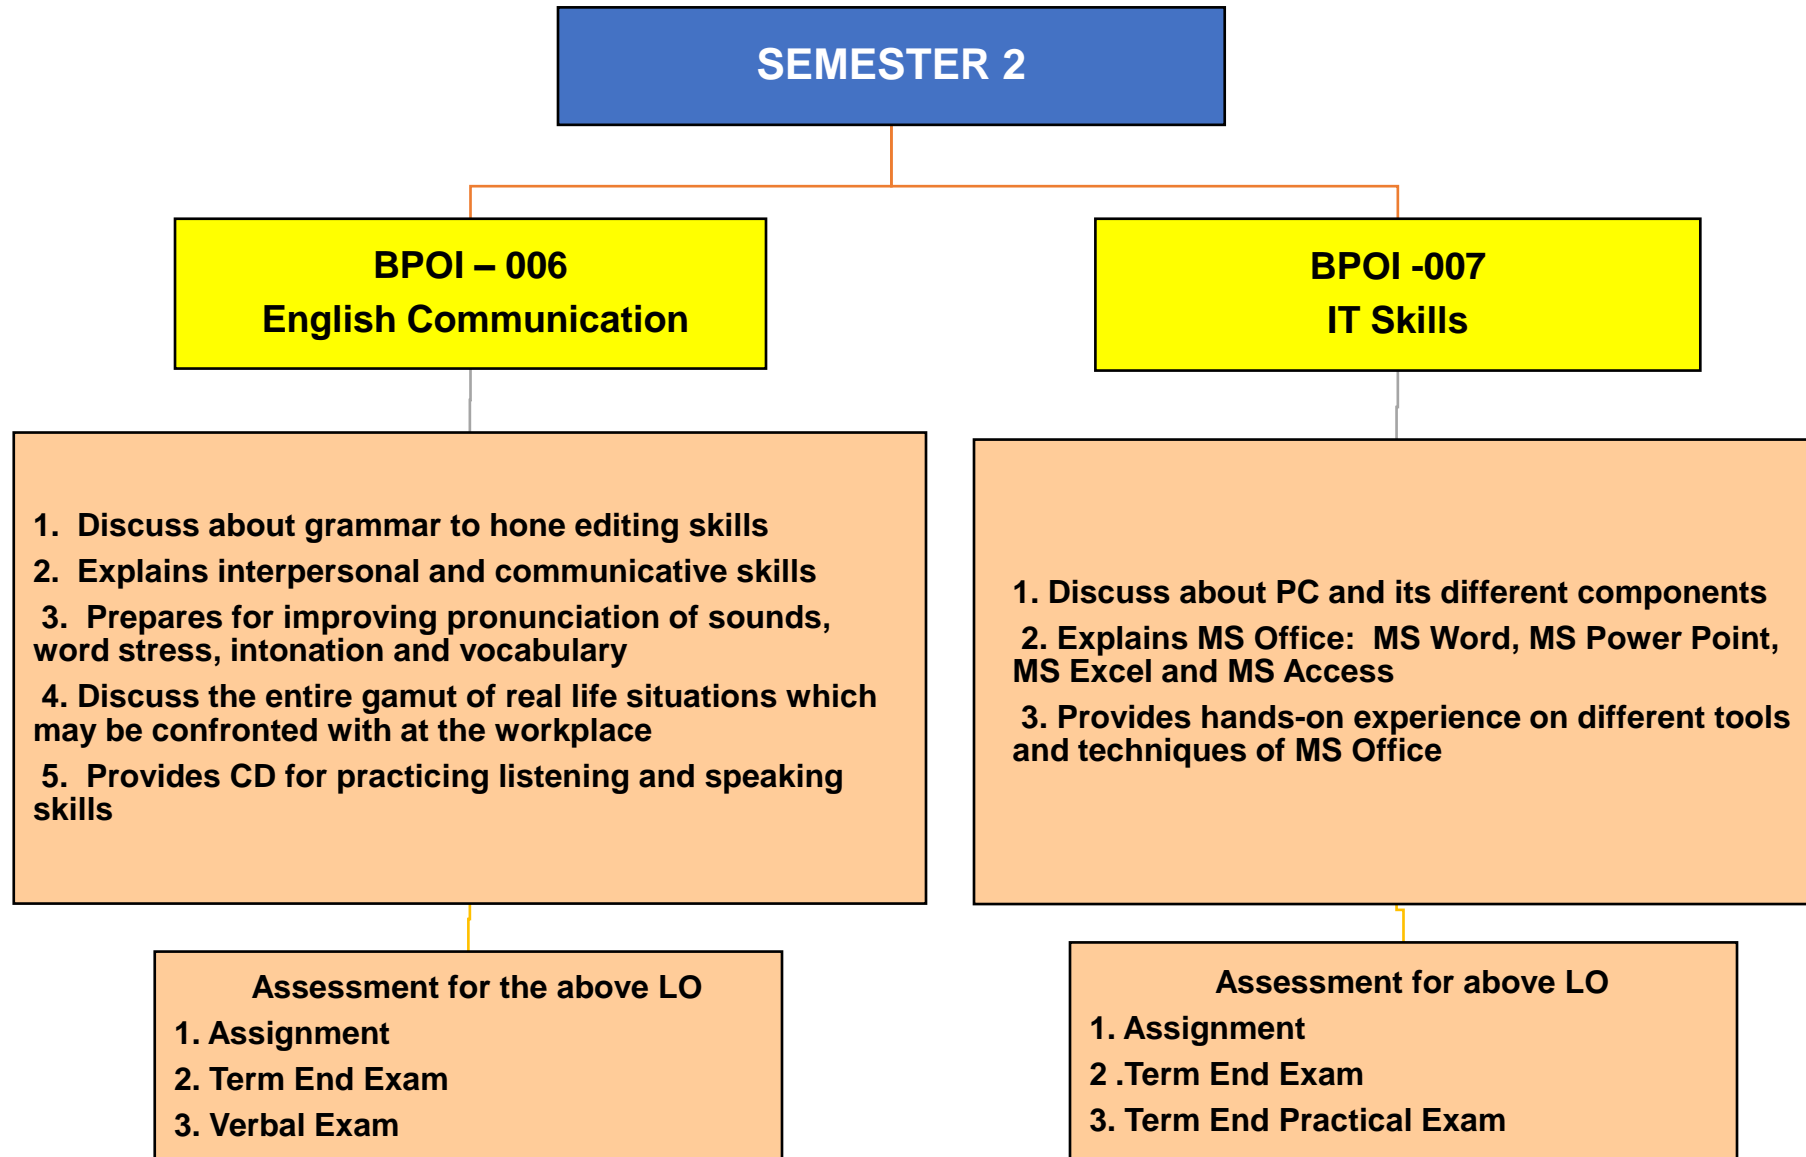 SEMESTER 2
BPOI – 006
English Communication
1. Discuss about grammar to hone editing skills
2. Explains interpersonal and communicative skills
3. Prepares for improving pronunciation of sounds,
word stress, intonation and vocabulary
4. Discuss the entire gamut of real life situations which
may be confronted with at the workplace
5. Provides CD for practicing listening and speaking
skills
Assessment for the above LO
1. Assignment
2. Term End Exam
3. Verbal Exam
BPOI -007
IT Skills
1. Discuss about PC and its different components
2. Explains MS Office: MS Word, MS Power Point,
MS Excel and MS Access
3. Provides hands-on experience on different tools
and techniques of MS Office
Assessment for above LO
1. Assignment
2 .Term End Exam
3. Term End Practical Exam